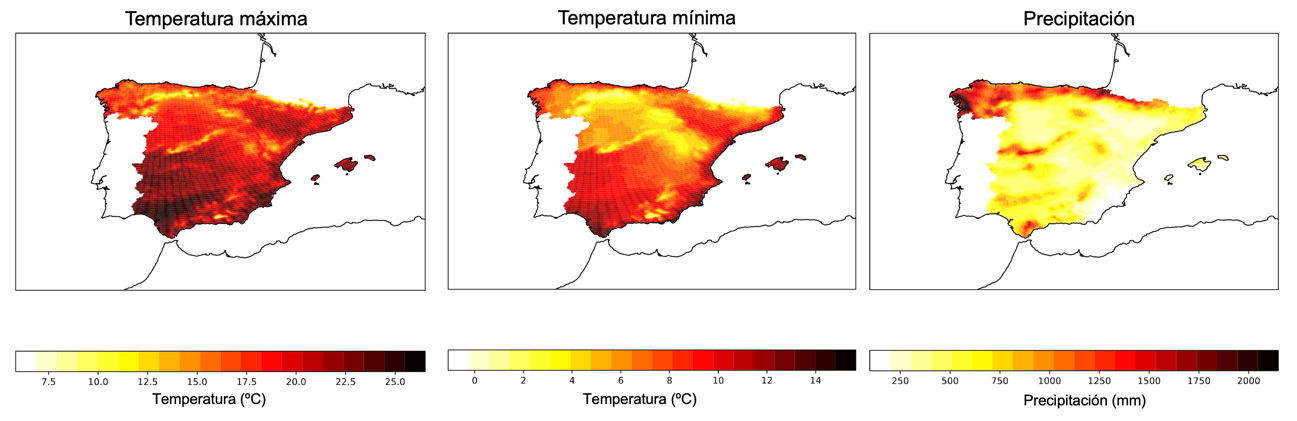 Temperatura máxima
Temperatura mínima
Precipitación
7.5 10.0 12.5 15.0 17.5 20.0 22.5 25.0
Temperatura (ºC)
0 2 4 6 8 10 12 14
Temperatura (ºC)
250 500 750 1000 1250 1500 1750 2000
Precipitación (mm)